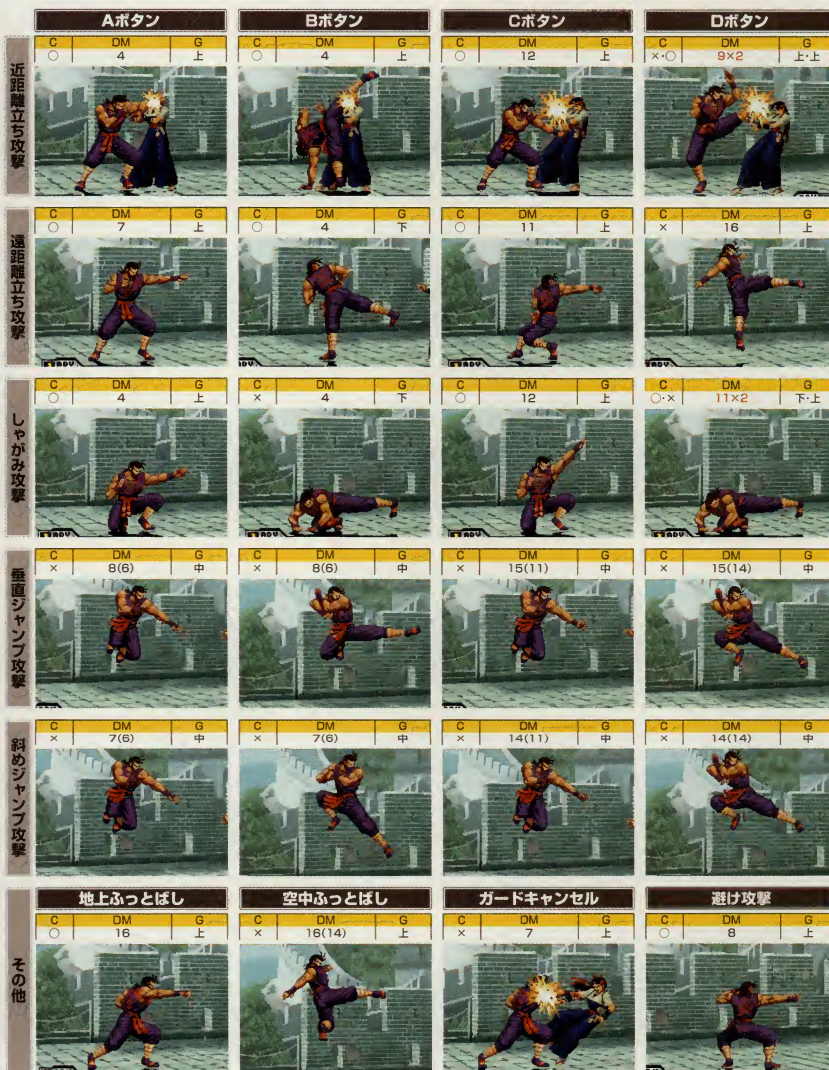 Aボタン Bボタン Cボタン Dボタン
近距離立ち攻撃
C DM G C DM G C DM G C DM G
○ 4 上 ○ 4 上 ○ 12 上 ×・○ 9×2 上・上
遠距離立ち攻撃
C DM G C DM G C DM G C DM G
○ 7 上 ○ 4 下 ○ 11 上 × 16 上
しゃがみ攻撃
C DM G C DM G C DM G C DM G
○ 4 上 × 4 下 ○ 12 上 ○・× 11×2 下・上
垂直ジャンプ攻撃
C DM G C DM G C DM G C DM G
× 8(6) 中 × 8(6) 中 × 15(11) 中 × 15(14) 中
斜めジャンプ攻撃
C DM G C DM G C DM G C DM G
× 7(6) 中 × 7(6) 中 × 14(11) 中 × 14(14) 中
地上ふっとばし 空中ふっとばし ガードキャンセル 避け攻撃
その他
C DM G C DM G C DM G C DM G
○ 16 上 × 16(14) × 7 上 ○ 8 上